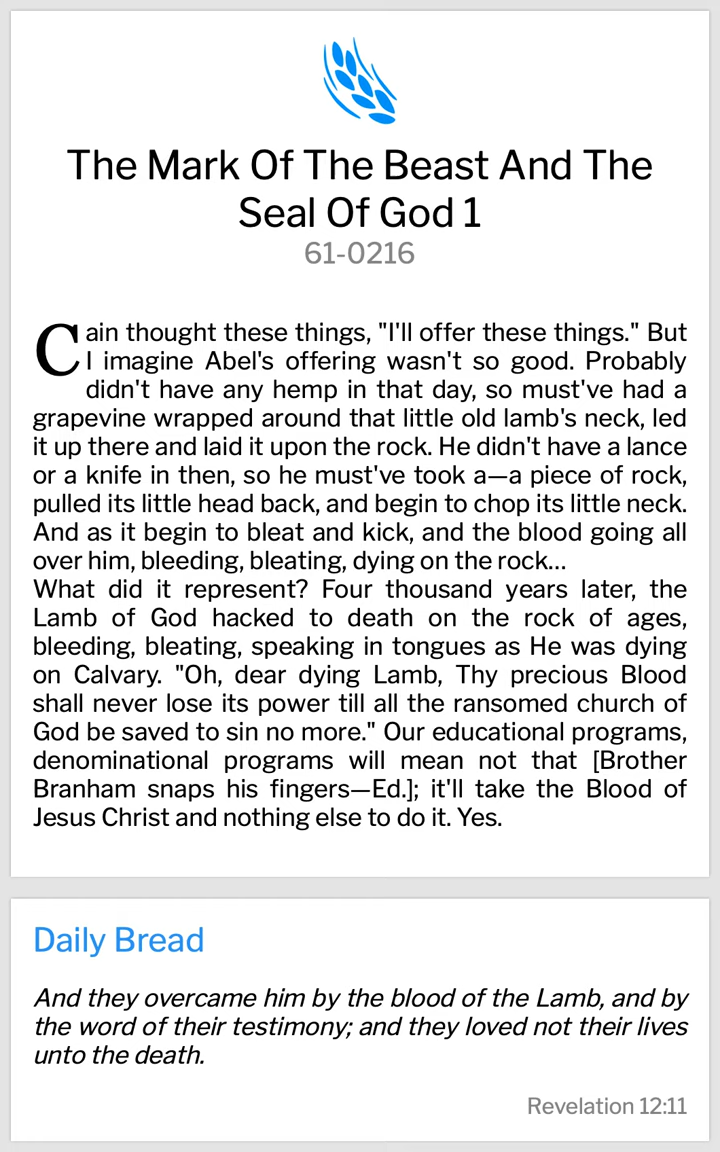 The Mark Of The Beast And The
Seal Of God 1
61-0216
Cain thought these things, "I'll offer these things." But
I imagine Abel's offering wasn't so good. Probably
didn't have any hemp in that day, so must've had a
grapevine wrapped around that little old lamb's neck, led
it up there and laid it upon the rock. He didn't have a lance
or a knife in then, so he must've took a—a piece of rock,
pulled its little head back, and begin to chop its little neck.
And as it begin to bleat and kick, and the blood going all
over him, bleeding, bleating, dying on the rock...
What did it represent? Four thousand years later, the
Lamb of God hacked to death on the rock of ages,
bleeding, bleating, speaking in tongues as He was dying
on Calvary. "Oh, dear dying Lamb, Thy precious Blood
shall never lose its power till all the ransomed church of
God be saved to sin no more." Our educational programs,
denominational programs will mean not that [Brother
Branham snaps his fingers—Ed.]; it'll take the Blood of
Jesus Christ and nothing else to do it. Yes.
Daily Bread
And they overcame him by the blood of the Lamb, and by
the word of their testimony; and they loved not their lives
unto the death.
Revelation 12:11